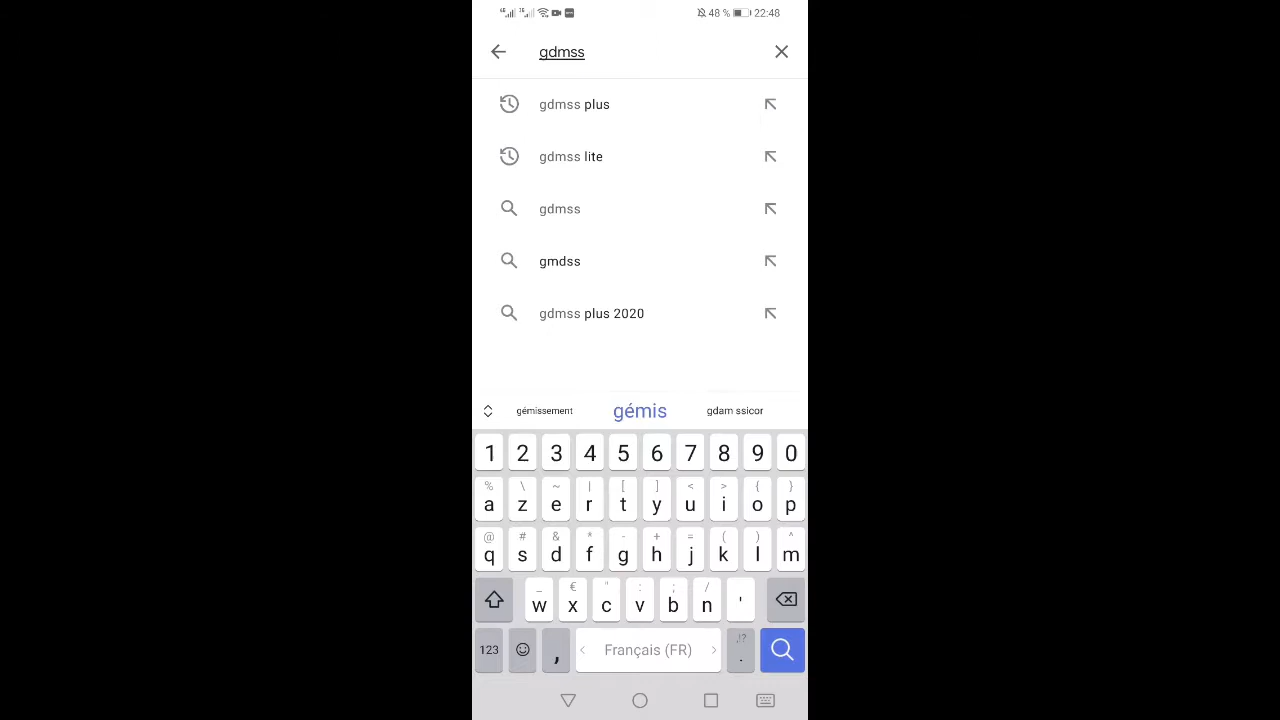 48 % 22:48
gdmss
gdmss plus
gdmss lite
gdmss
gmdss
gdmss plus 2020
gémissement gémis gdam ssicor
1 2 3 4 5 6 7 8 9 0
% \ ~ | [ ] < > { }
a z e r t y u i o p
@ # & * - + = ( ) ^
q s d f g h j k l m
_ € " : ; /
w x c v b n '
123 , Français (FR) ,!? .